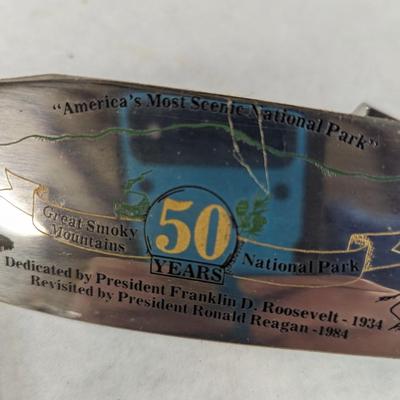 "America's Most Scenic National Park"
Great Smoky
Mountains
50
YEARS
National Park
Dedicated by President Franklin D. Roosevelt - 1934
Revisited by President Ronald Reagan -1984